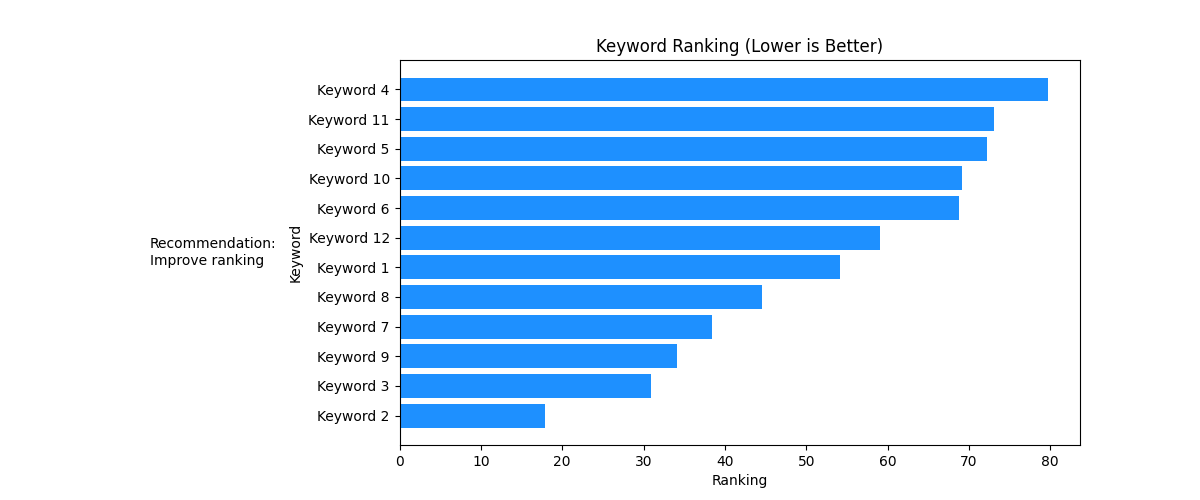 Keyword Ranking (Lower is Better)
Keyword 4
Keyword 11
Keyword 5
Keyword 10
Keyword 6
Keyword 12
Keyword 1
Keyword 8
Keyword 7
Keyword 9
Keyword 3
Keyword 2
Keyword
Recommendation:
Improve ranking
0 10 20 30 40 50 60 70 80
Ranking